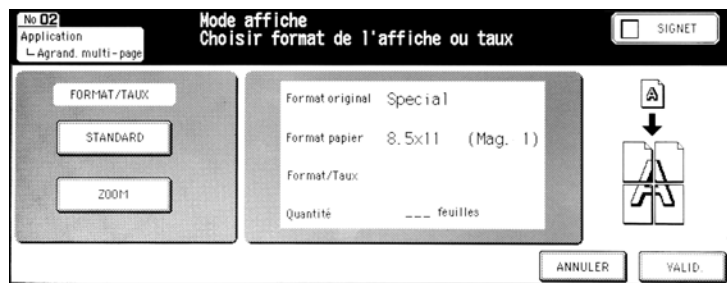 No 02
Application
Agrand. multi-page
Mode affiche
Choisir format de l'affiche ou taux
SIGNET
FORMAT/TAUX
STANDARD
ZOOM
Format original Special
Format papier 8.5x11 (Mag. 1)
Format/Taux
Quantité ___ feuilles
A
A
ANNULER
VALID.